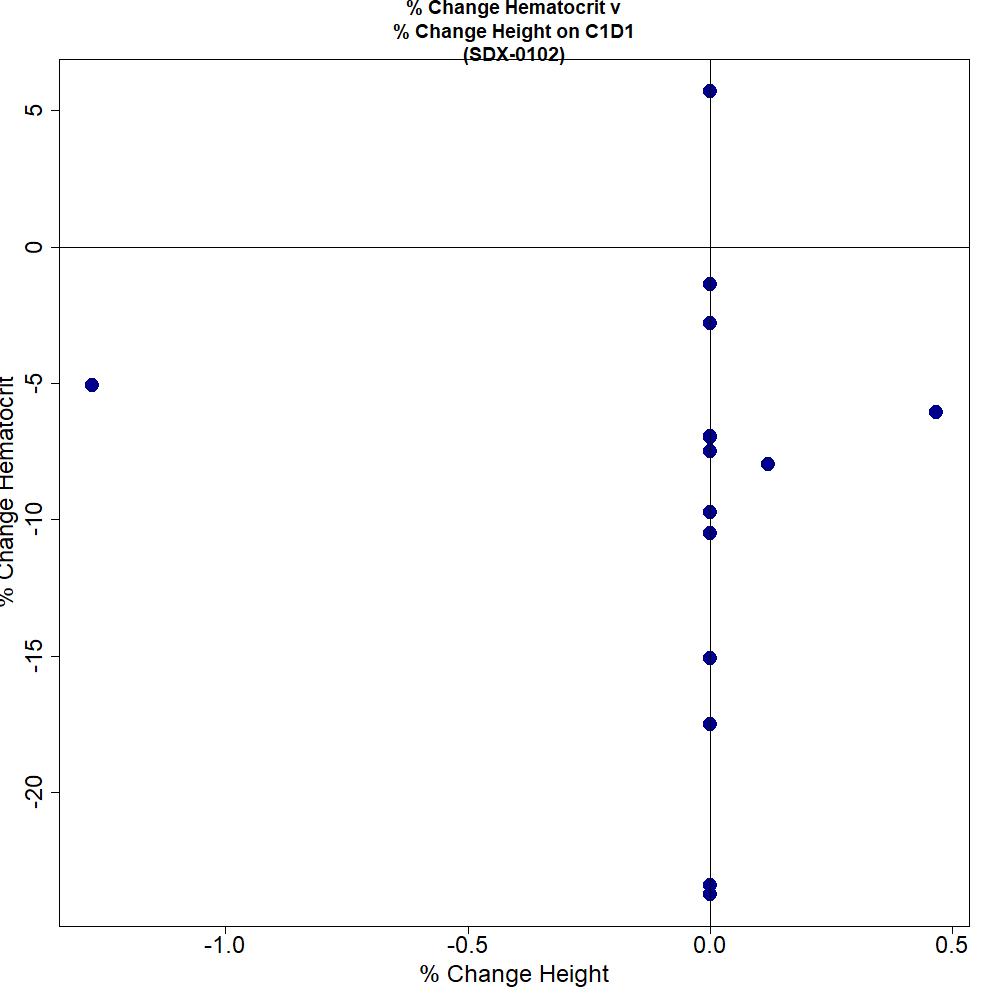 % Change Hematocrit v
% Change Height on C1D1
(SDX-0102)
% Change Hematocrit
5
0
-5
-10
-15
-20
-1.0
-0.5
0.0
0.5
% Change Height